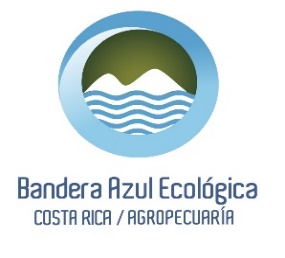 Bandera Azul Ecológica
COSTA RICA / AGROPECUARÍA